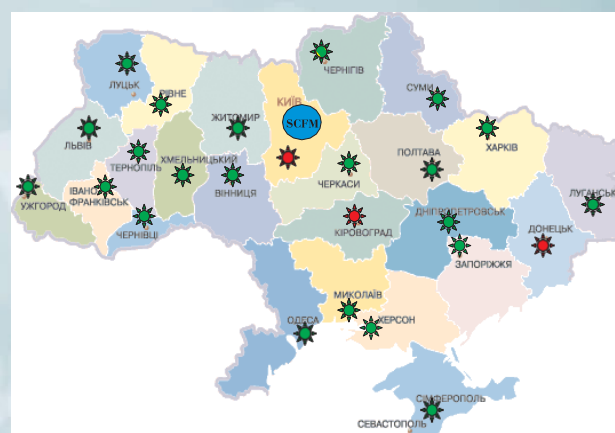 ЧЕРНІГІВ
ЛУЦЬК
РІВНЕ
СУМИ
КИЇВ
SCFM
ЖИТОМИР
ЛЬВІВ
ХАРКІВ
ПОЛТАВА
ТЕРНОПІЛЬ
ХМЕЛЬНИЦЬКИЙ
ВІННИЦЯ
ЧЕРКАСИ
ІВАНО
ФРАНКІВСЬК
ЛУГАНСЬК
УЖГОРОД
ДНІПРОПЕТРОВСЬК
ЧЕРНІВЦІ
КІРОВОГРАД
ДОНЕЦЬК
ЗАПОРІЖЖЯ
МИКОЛАЇВ
ОДЕСА
ХЕРСОН
СІМФЕРОПОЛЬ
СЕВАСТОПОЛЬ